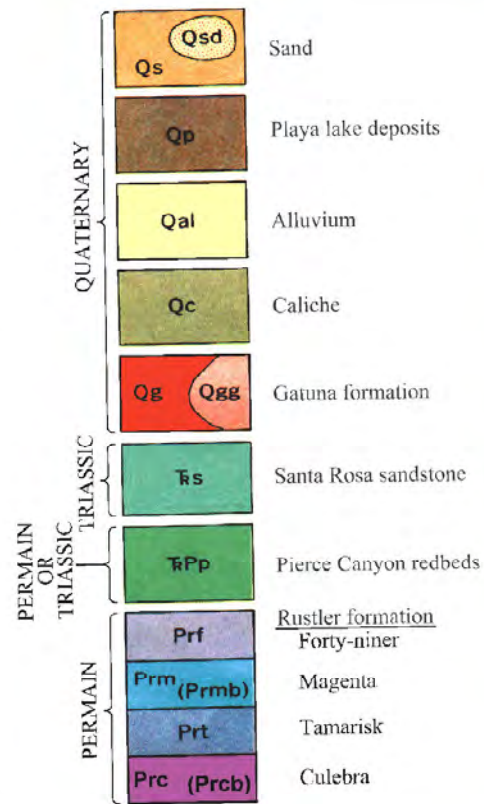 QUATERNARY
Qsd
Qs
Sand
Qp
Playa lake deposits
Qal
Alluvium
Qc
Caliche
Qg
Qgg
Gatuna formation
TRIASSIC
TRs
Santa Rosa sandstone
PERMAIN
OR
TRIASSIC
TRPp
Pierce Canyon redbeds
PERMAIN
Rustler formation
Prf
Forty-niner
Prm (Prmb)
Magenta
Prt
Tamarisk
Prc (Prcb)
Culebra